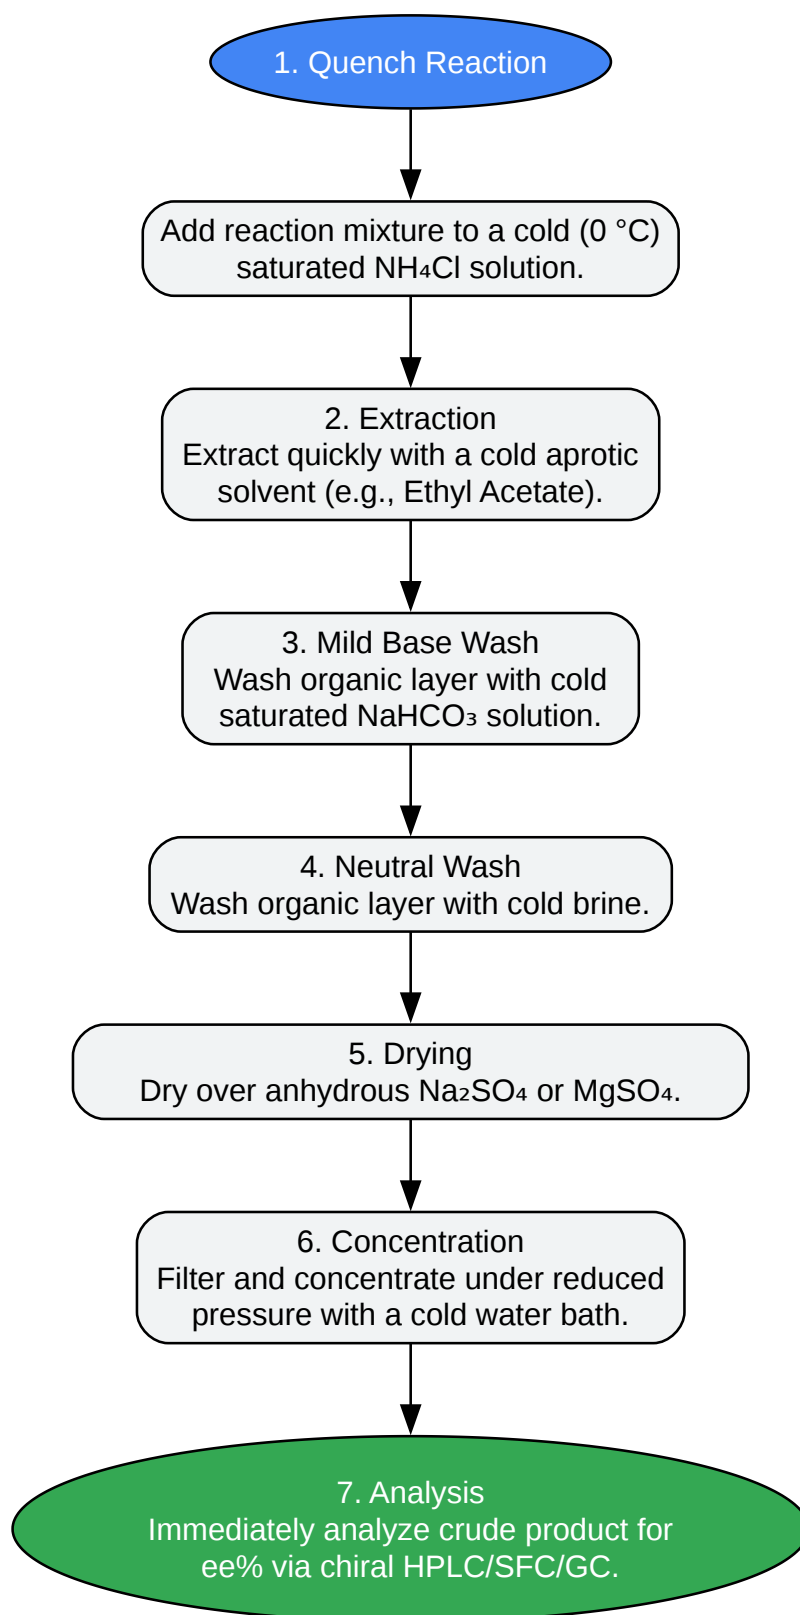 1. Quench Reaction
Add reaction mixture to a cold (0 °C)
saturated NH₄Cl solution.
2. Extraction
Extract quickly with a cold aprotic
solvent (e.g., Ethyl Acetate).
3. Mild Base Wash
Wash organic layer with cold
saturated NaHCO₃ solution.
4. Neutral Wash
Wash organic layer with cold brine.
5. Drying
Dry over anhydrous Na₂SO₄ or MgSO₄.
6. Concentration
Filter and concentrate under reduced
pressure with a cold water bath.
7. Analysis
Immediately analyze crude product for
ee% via chiral HPLC/SFC/GC.